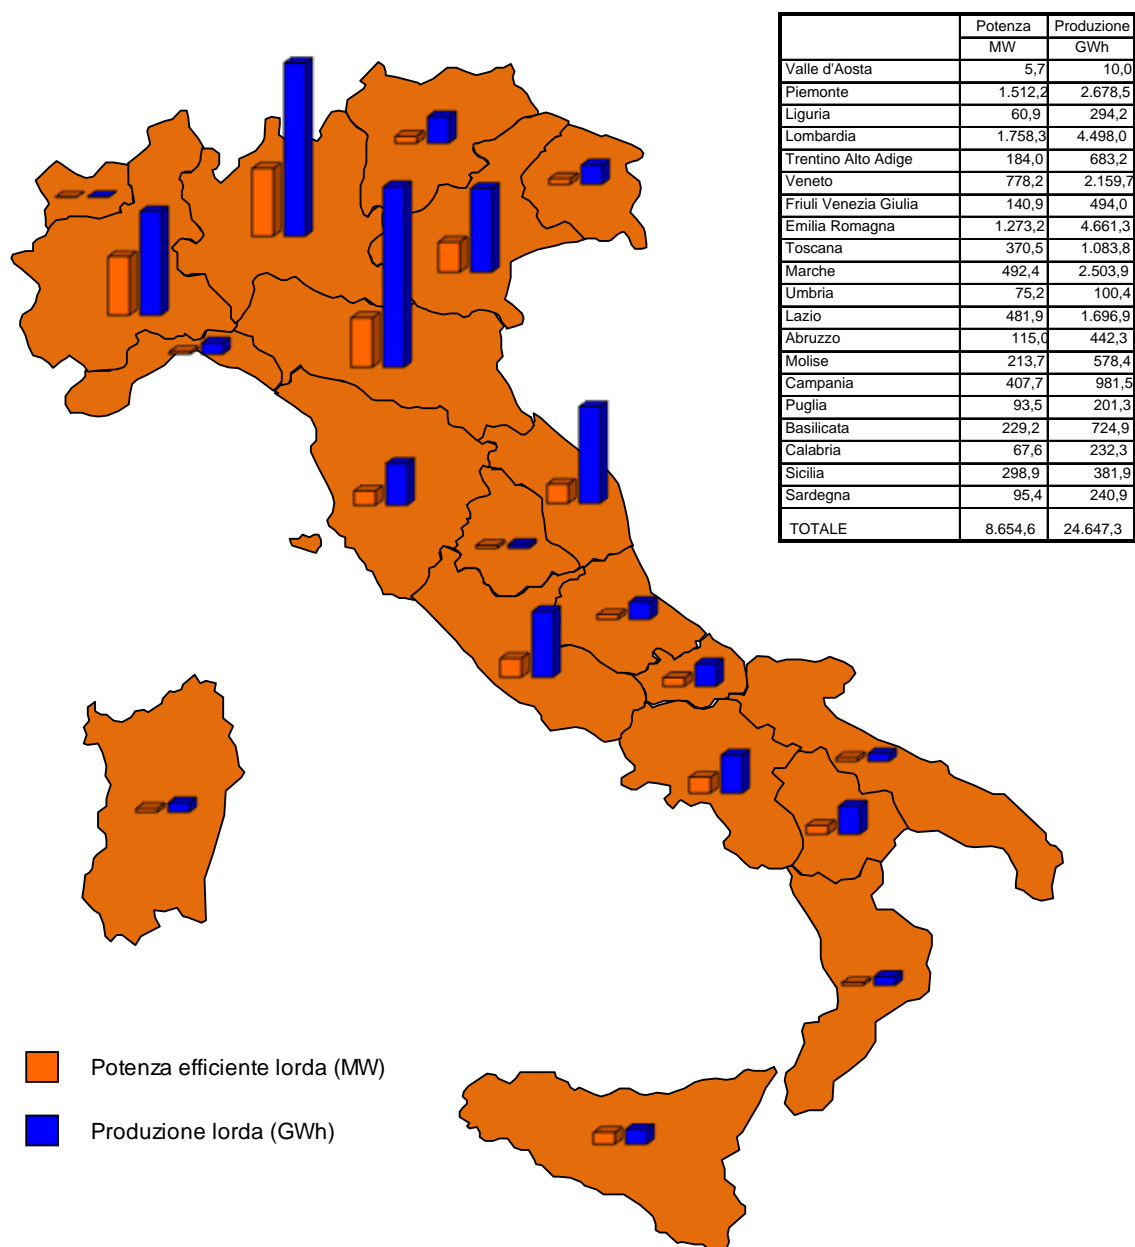 Potenza Produzione
MW GWh
Valle d'Aosta 5,7 10,0
Piemonte 1.512,2 2.678,5
Liguria 60,9 294,2
Lombardia 1.758,3 4.498,0
Trentino Alto Adige 184,0 683,2
Veneto 778,2 2.159,7
Friuli Venezia Giulia 140,9 494,0
Emilia Romagna 1.273,2 4.661,3
Toscana 370,5 1.083,8
Marche 492,4 2.503,9
Umbria 75,2 100,4
Lazio 481,9 1.696,9
Abruzzo 115,0 442,3
Molise 213,7 578,4
Campania 407,7 981,5
Puglia 93,5 201,3
Basilicata 229,2 724,9
Calabria 67,6 232,3
Sicilia 298,9 381,9
Sardegna 95,4 240,9
TOTALE 8.654,6 24.647,3
Potenza efficiente lorda (MW)
Produzione lorda (GWh)